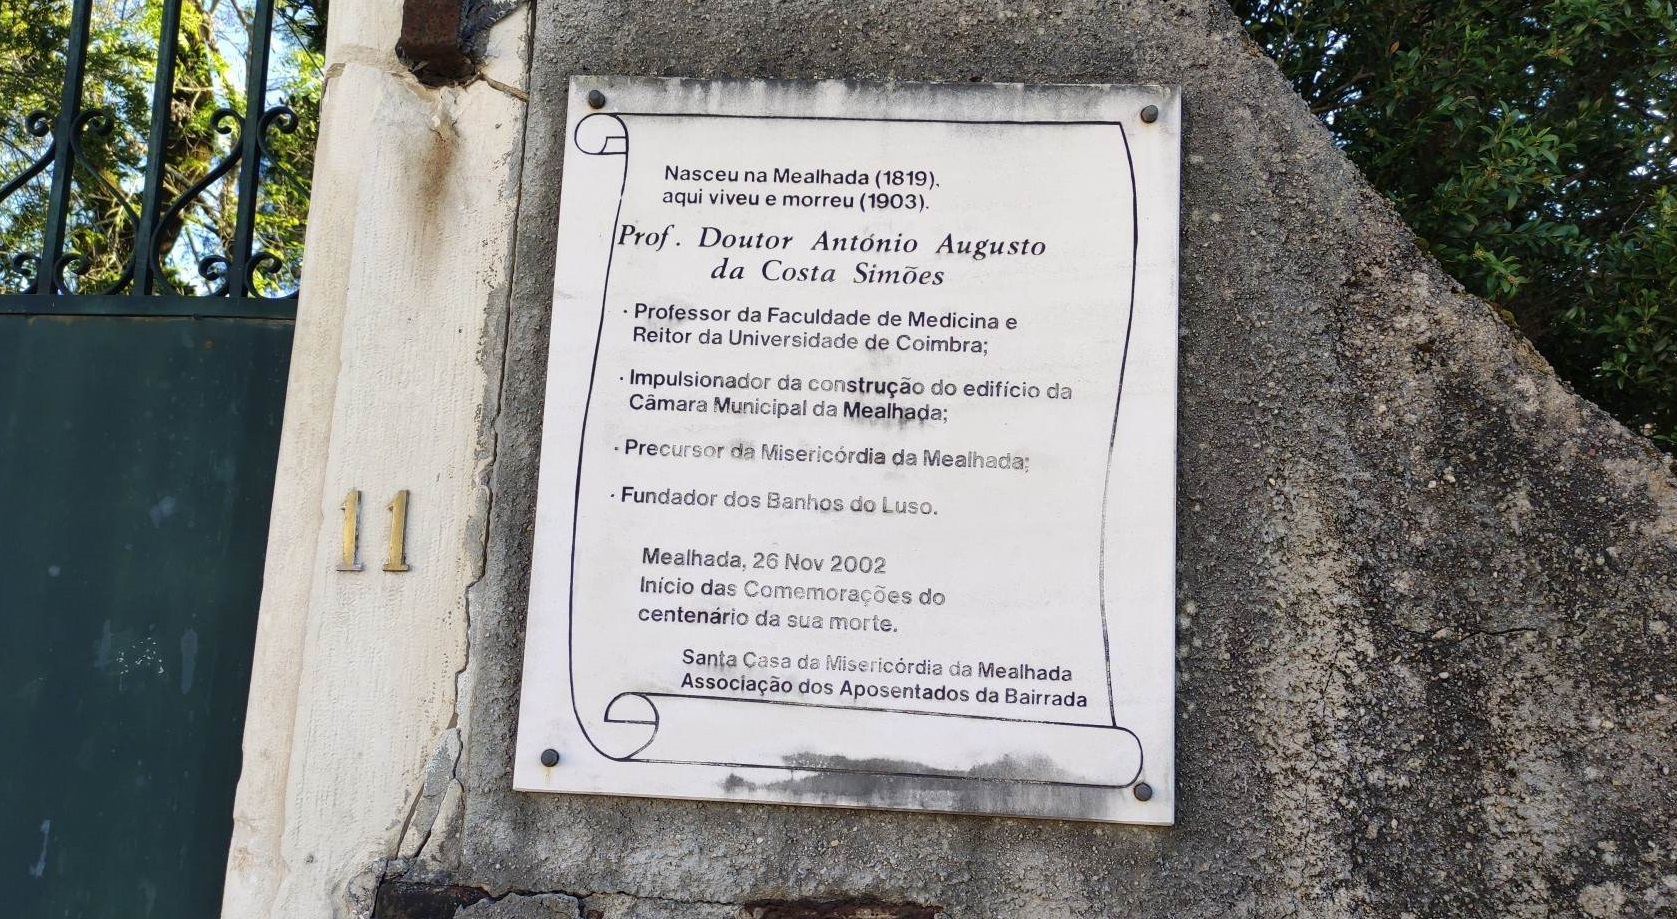 Nasceu na Mealhada (1819),
aqui viveu e morreu (1903).
Prof. Doutor António Augusto
da Costa Simões
· Professor da Faculdade de Medicina e
Reitor da Universidade de Coimbra;
· Impulsionador da construção do edifício da
Câmara Municipal da Mealhada;
· Precursor da Misericórdia da Mealhada;
· Fundador dos Banhos do Luso.
Mealhada, 26 Nov 2002
Início das Comemorações do
centenário da sua morte.
Santa Casa da Misericórdia da Mealhada
Associação dos Aposentados da Bairrada
11